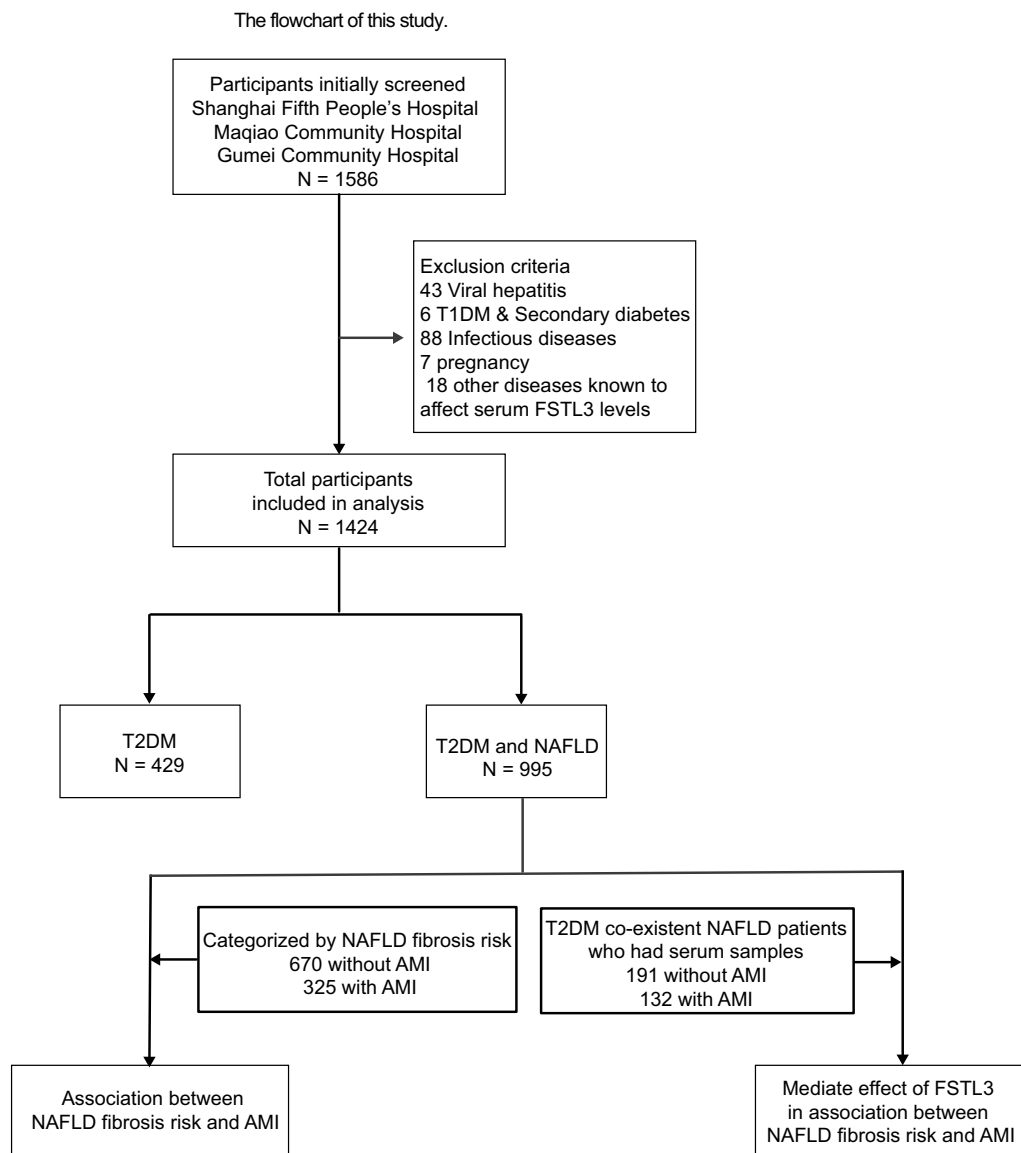 The flowchart of this study.
Participants initially screened
Shanghai Fifth People's Hospital
Maqiao Community Hospital
Gumei Community Hospital
N = 1586
Exclusion criteria
43 Viral hepatitis
6 T1DM & Secondary diabetes
88 Infectious diseases
7 pregnancy
18 other diseases known to
affect serum FSTL3 levels
Total participants
included in analysis
N = 1424
T2DM
N = 429
T2DM and NAFLD
N = 995
Categorized by NAFLD fibrosis risk
670 without AMI
325 with AMI
T2DM co-existent NAFLD patients
who had serum samples
191 without AMI
132 with AMI
Association between
NAFLD fibrosis risk and AMI
Mediate effect of FSTL3
in association between
NAFLD fibrosis risk and AMI